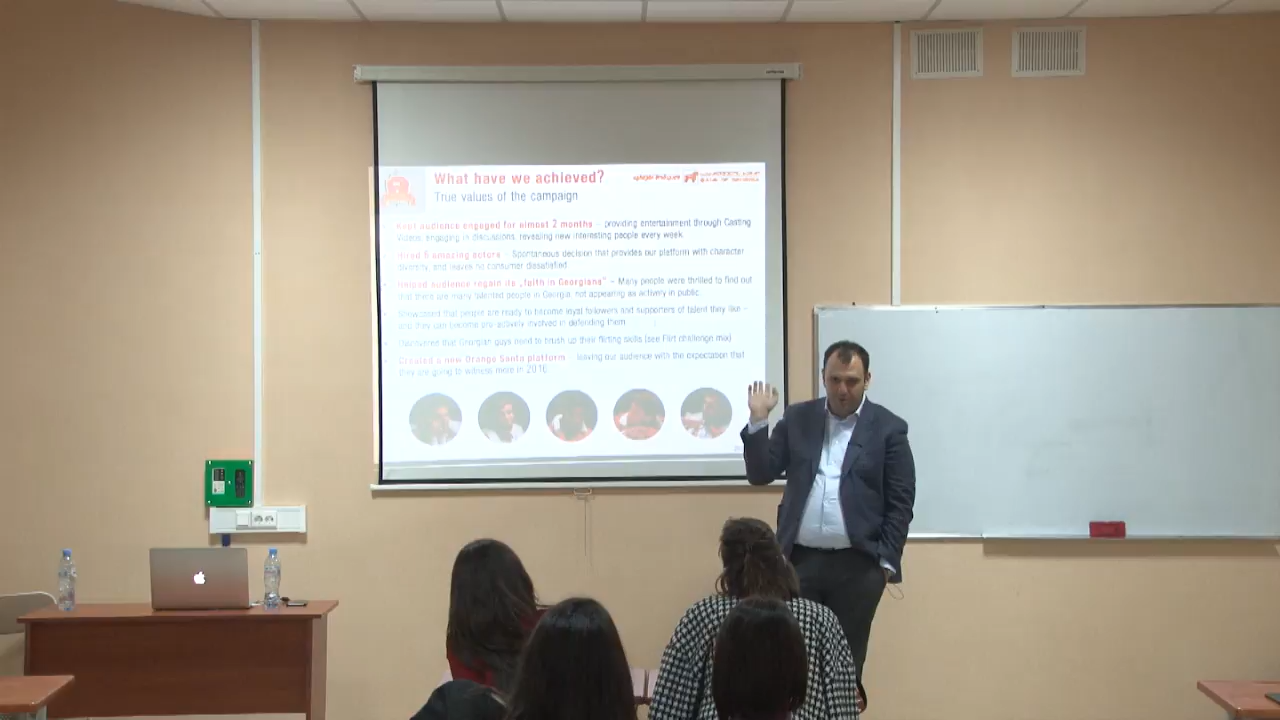 What have we achieved?
True values of the campaign
Kept audience engaged for almost 2 months – providing entertainment through Casting
Videos, engaging in discussions, revealing new interesting people every week
Hired 5 amazing actors – Spontaneous decision that provides our platform with character
diversity, and leaves no consumer dissatisfied
Helped audience regain its „faith in Georgians" – Many people were thrilled to find out
that there are many talented people in Georgia, not appearing as actively in public.
Showcased that people are ready to become loyal followers and supporters of talent they like –
and they can become pro-actively involved in defending them
Discovered that Georgian guys need to brush up their flirting skills (see Flirt challenge mix)
Created a new Orange Santa platform – leaving our audience with the expectation that
they are going to witness more in 2016